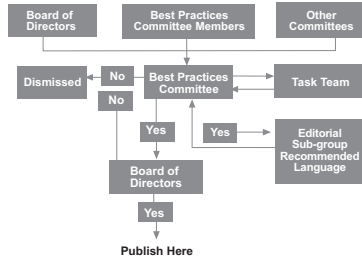 Board of
Directors
Best Practices
Committee Members
Other
Committees
Dismissed
No
Best Practices
Committee
Task Team
No
Yes
Yes
Editorial
Sub-group
Recommended
Language
Board of
Directors
Yes
Publish Here